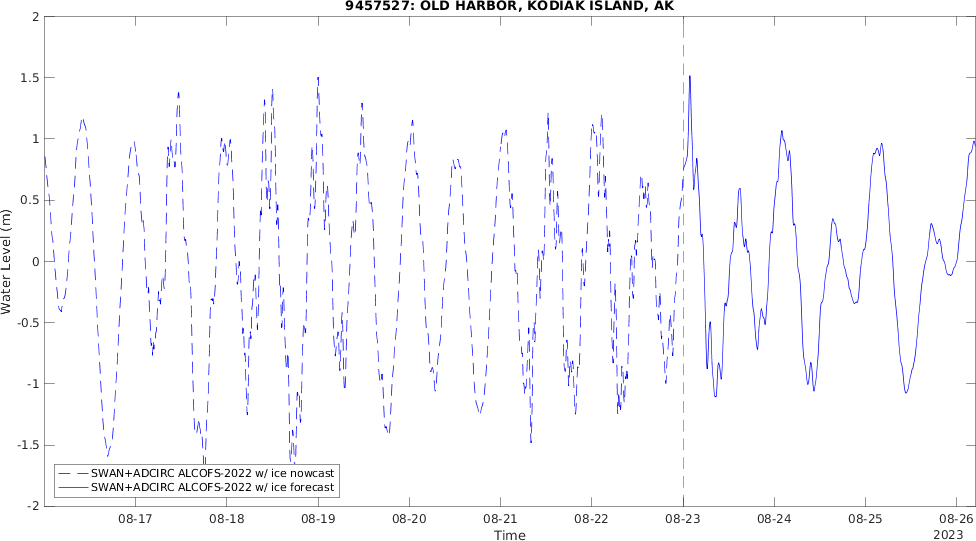 9457527: OLD HARBOR, KODIAK ISLAND, AK
Water Level (m)
2
1.5
1
0.5
0
-0.5
-1
-1.5
-2
SWAN+ADCIRC ALCOFS-2022 w/ ice nowcast
SWAN+ADCIRC ALCOFS-2022 w/ ice forecast
08-17 08-18 08-19 08-20 08-21 08-22 08-23 08-24 08-25 08-26
Time
2023